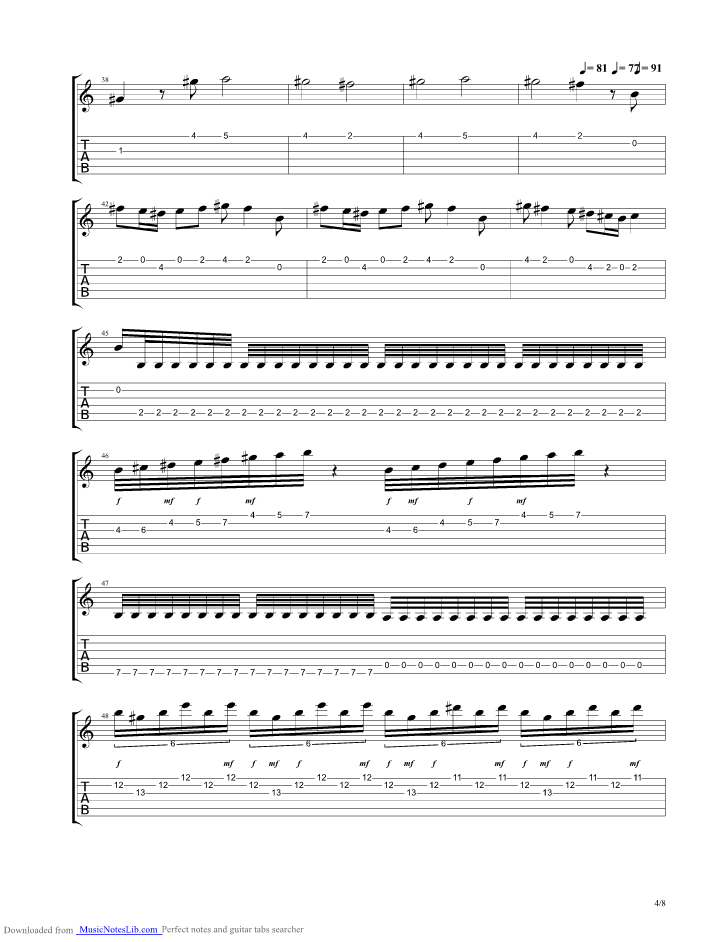 ♩= 81 ♩= 77 ♩= 91
38
4 5 4 2 4 5 4 2
T 0
A 1
B
42
2 0 0 2 4 2 2 0 0 2 4 2 4 2 0
T 4 0 4 0 4 2 0 2
A
B
45
T 0
A
B 2 2 2 2 2 2 2 2 2 2 2 2 2 2 2 2 2 2 2 2 2 2 2 2 2 2 2 2
46
f mf f mf f mf f mf
4 5 7 4 5 7
T 4 5 7 4 5 7
A 4 6 4 6
B
47
T
A
B 0 0 0 0 0 0 0 0 0 0 0 0 0 0 0
7 7 7 7 7 7 7 7 7 7 7 7 7 7 7 7
48
6 6 6 6
f mf f mf f mf f mf f mf f mf f mf
12 12 12 12 11 11 11 11
T 12 12 12 12 12 12 12 12 12 12 12 12
A 13 13 13 13
B
4/8
Downloaded from MusicNotesLib.com Perfect notes and guitar tabs searcher